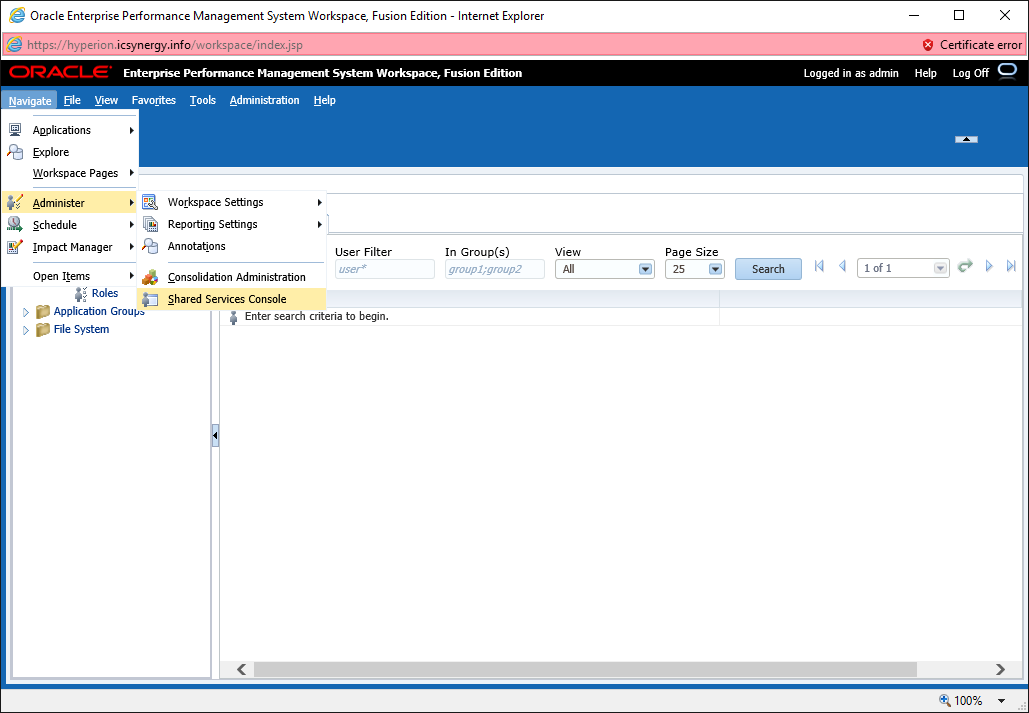 Oracle Enterprise Performance Management System Workspace, Fusion Edition - Internet Explorer
https://hyperion.icsynergy.info/workspace/index.jsp Certificate error
ORACLE Enterprise Performance Management System Workspace, Fusion Edition Logged in as admin Help Log Off
Navigate File View Favorites Tools Administration Help
Applications
Explore
Workspace Pages
Administer
Schedule
Impact Manager
Open Items
Workspace Settings
Reporting Settings
Annotations
Consolidation Administration
Shared Services Console
User Filter In Group(s) View Page Size
user* group1;group2 All 25 Search 1 of 1
Roles
Application Groups
File System
Enter search criteria to begin.
100%